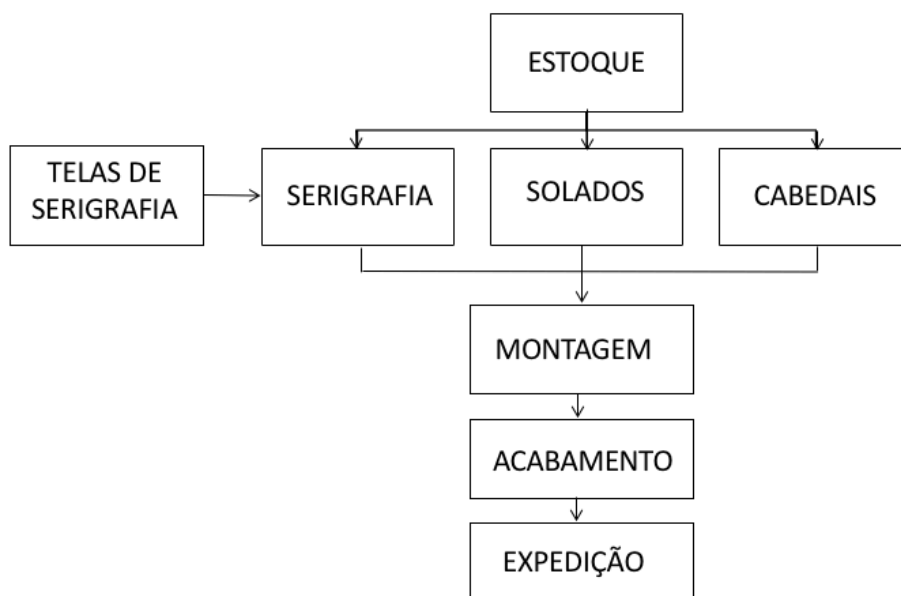 ESTOQUE
TELAS DE
SERIGRAFIA
SERIGRAFIA
SOLADOS
CABEDAIS
MONTAGEM
ACABAMENTO
EXPEDIÇÃO